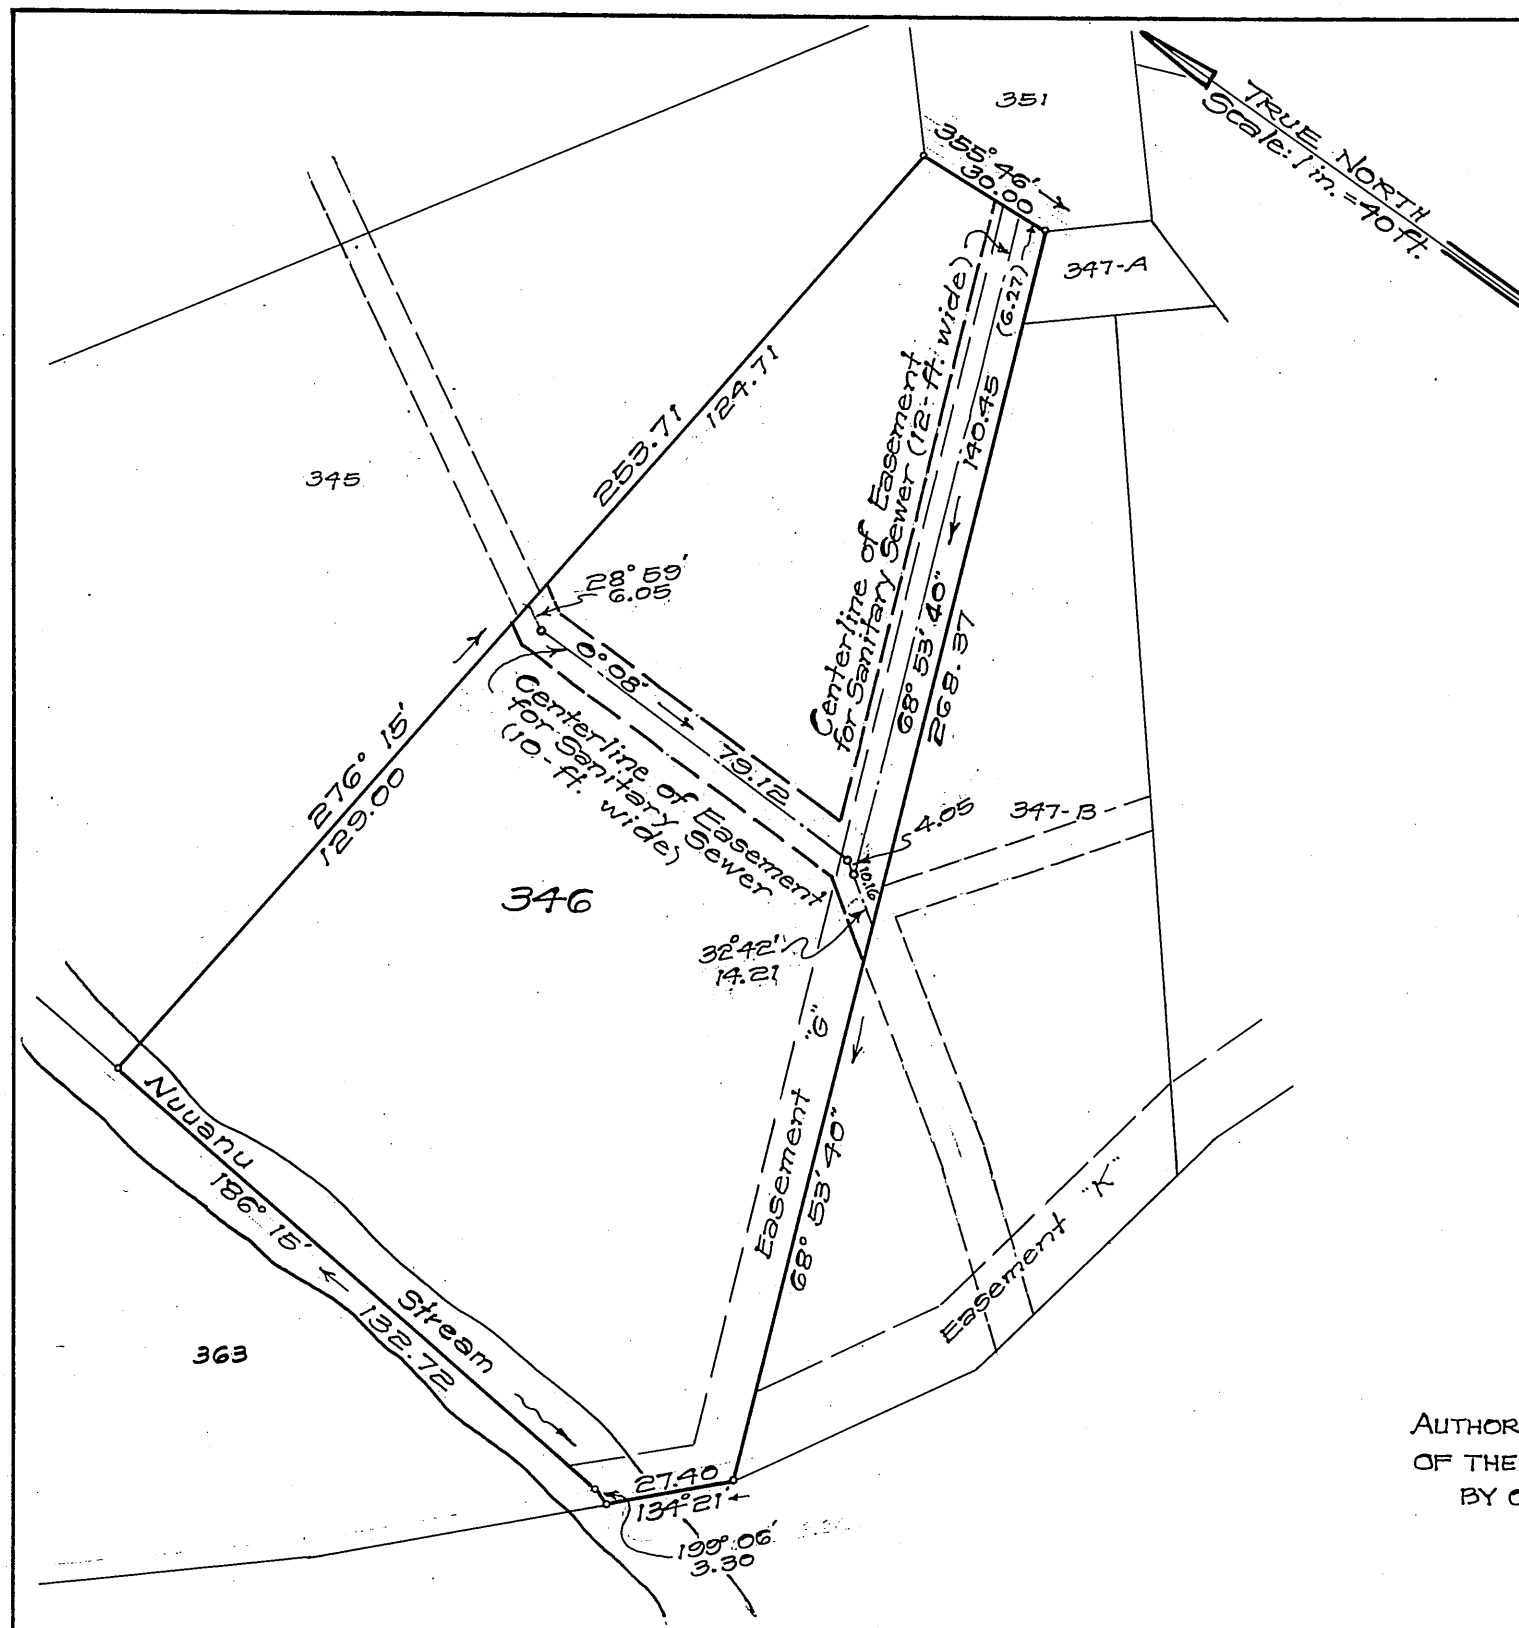 351
TRUE NORTH
Scale: 1 in. = 40 ft.
355° 46'
30.00
347-A
(6.27)
253.71
124.71
140.45
Centerline of Easement
for Sanitary Sewer (12-ft. wide)
345
28° 59'
6.05
68° 53' 40"
268.37
0° 08'
79.12
Centerline of Easement
for Sanitary Sewer
(10-ft. wide)
276° 15'
129.00
4.05
347-B
10.16
346
32° 42'
14.21
Easement "G"
68° 53' 40"
Nuuanu Stream
186° 15'
132.72
Easement "K"
363
27.40
134° 21'
199° 06'
3.30
AUTHOR
OF THE
BY